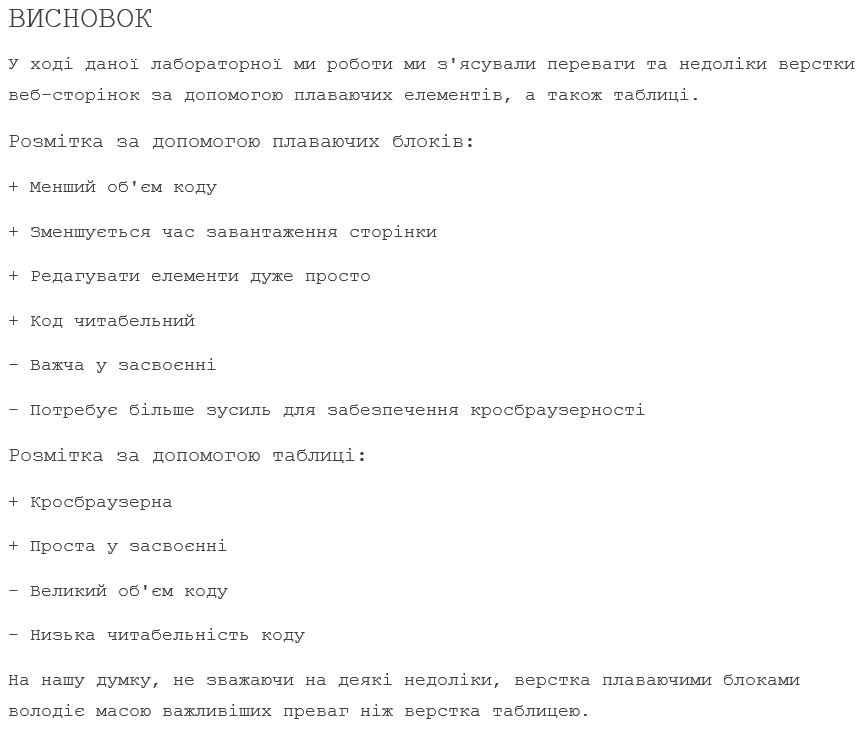 ВИСНОВОК
У ході даної лабораторної ми роботи ми з'ясували переваги та недоліки верстки
веб-сторінок за допомогою плаваючих елементів, а також таблиці.
Розмітка за допомогою плаваючих блоків:
+ Менший об'єм коду
+ Зменшується час завантаження сторінки
+ Редагувати елементи дуже просто
+ Код читабельний
- Важча у засвоєнні
- Потребує більше зусиль для забезпечення кросбраузерності
Розмітка за допомогою таблиці:
+ Кросбраузерна
+ Проста у засвоєнні
- Великий об'єм коду
- Низька читабельність коду
На нашу думку, не зважаючи на деякі недоліки, верстка плаваючими блоками
володіє масою важливіших преваг ніж верстка таблицею.